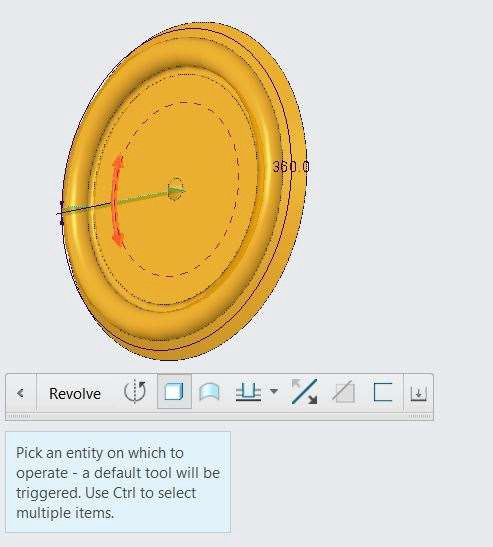 360.0
Revolve
Pick an entity on which to
operate - a default tool will be
triggered. Use Ctrl to select
multiple items.